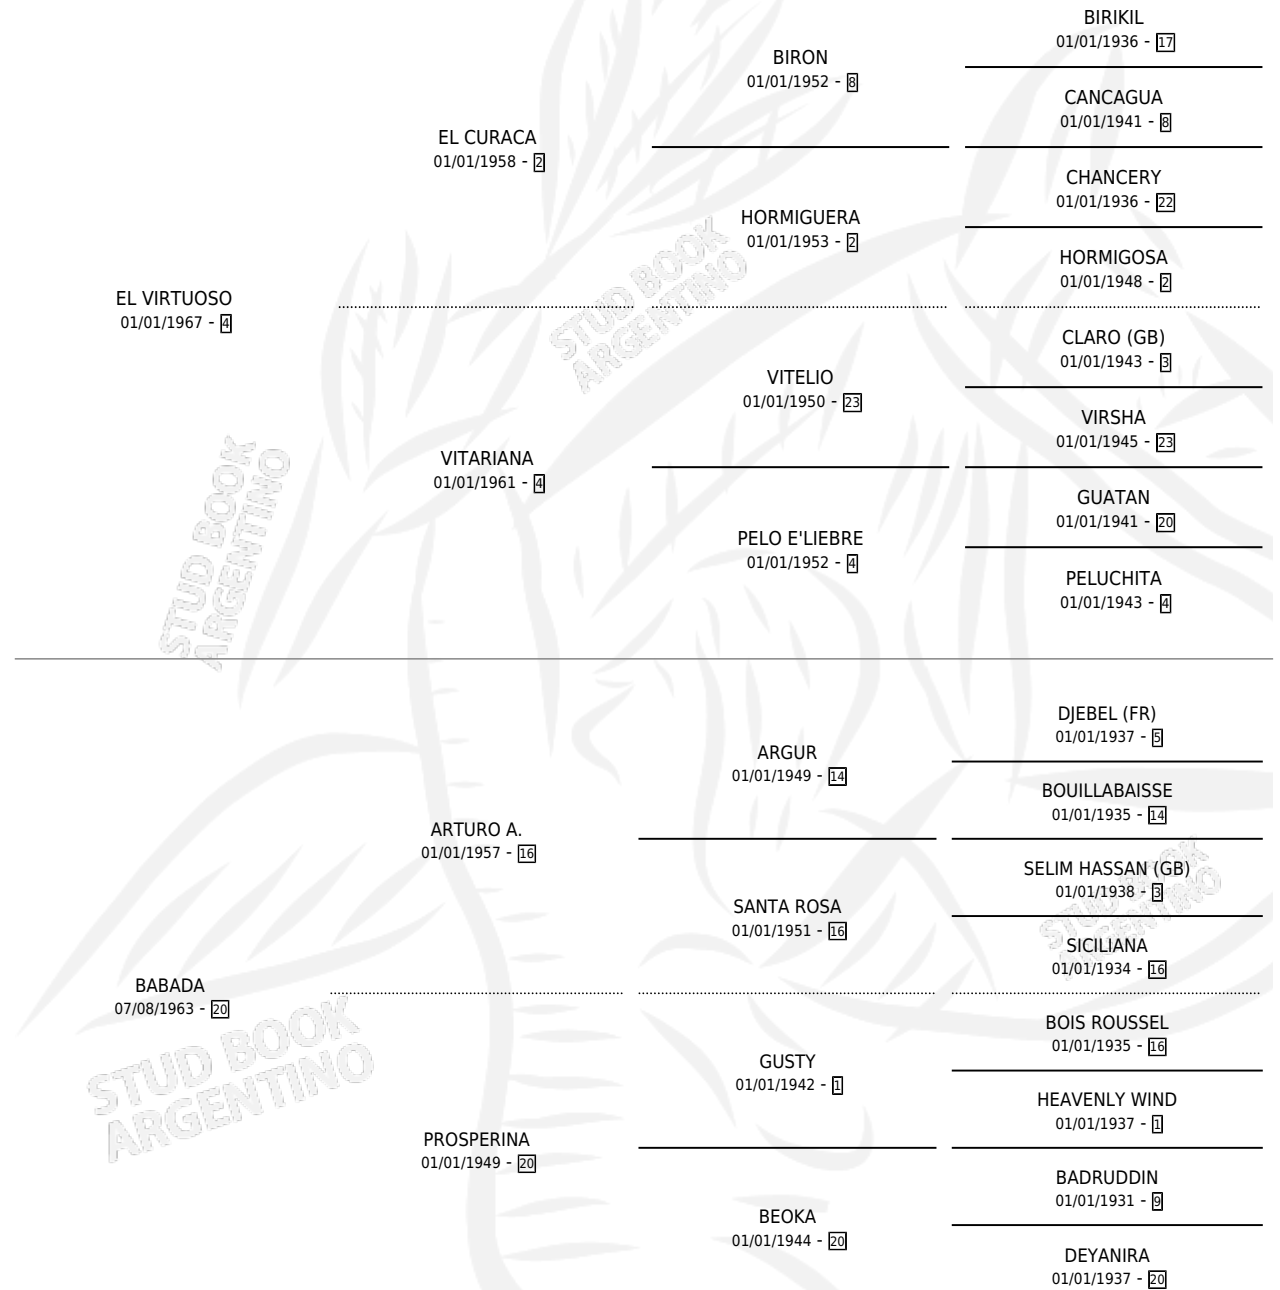 BIRIKIL
01/01/1936 - 17
BIRON
01/01/1952 - 8
CANCAGUA
01/01/1941 - 8
EL CURACA
01/01/1958 - 2
CHANCERY
01/01/1936 - 22
HORMIGUERA
01/01/1953 - 2
HORMIGOSA
01/01/1948 - 2
EL VIRTUOSO
01/01/1967 - 4
STUD BOOK
ARGENTINO
CLARO (GB)
01/01/1943 - 3
VITELIO
01/01/1950 - 23
VIRSHA
01/01/1945 - 23
VITARIANA
01/01/1961 - 4
GUATAN
01/01/1941 - 20
PELO E'LIEBRE
01/01/1952 - 4
PELUCHITA
01/01/1943 - 4
STUD BOOK
ARGENTINO
DJEBEL (FR)
01/01/1937 - 5
ARGUR
01/01/1949 - 14
BOUILLABAISSE
01/01/1935 - 14
ARTURO A.
01/01/1957 - 16
SELIM HASSAN (GB)
01/01/1938 - 3
SANTA ROSA
01/01/1951 - 16
STUD BOOK
ARGENTINO
SICILIANA
01/01/1934 - 16
BABADA
07/08/1963 - 20
BOIS ROUSSEL
01/01/1935 - 16
STUD BOOK
ARGENTINO
GUSTY
01/01/1942 - 1
HEAVENLY WIND
01/01/1937 - 1
PROSPERINA
01/01/1949 - 20
BADRUDDIN
01/01/1931 - 9
BEOKA
01/01/1944 - 20
DEYANIRA
01/01/1937 - 20